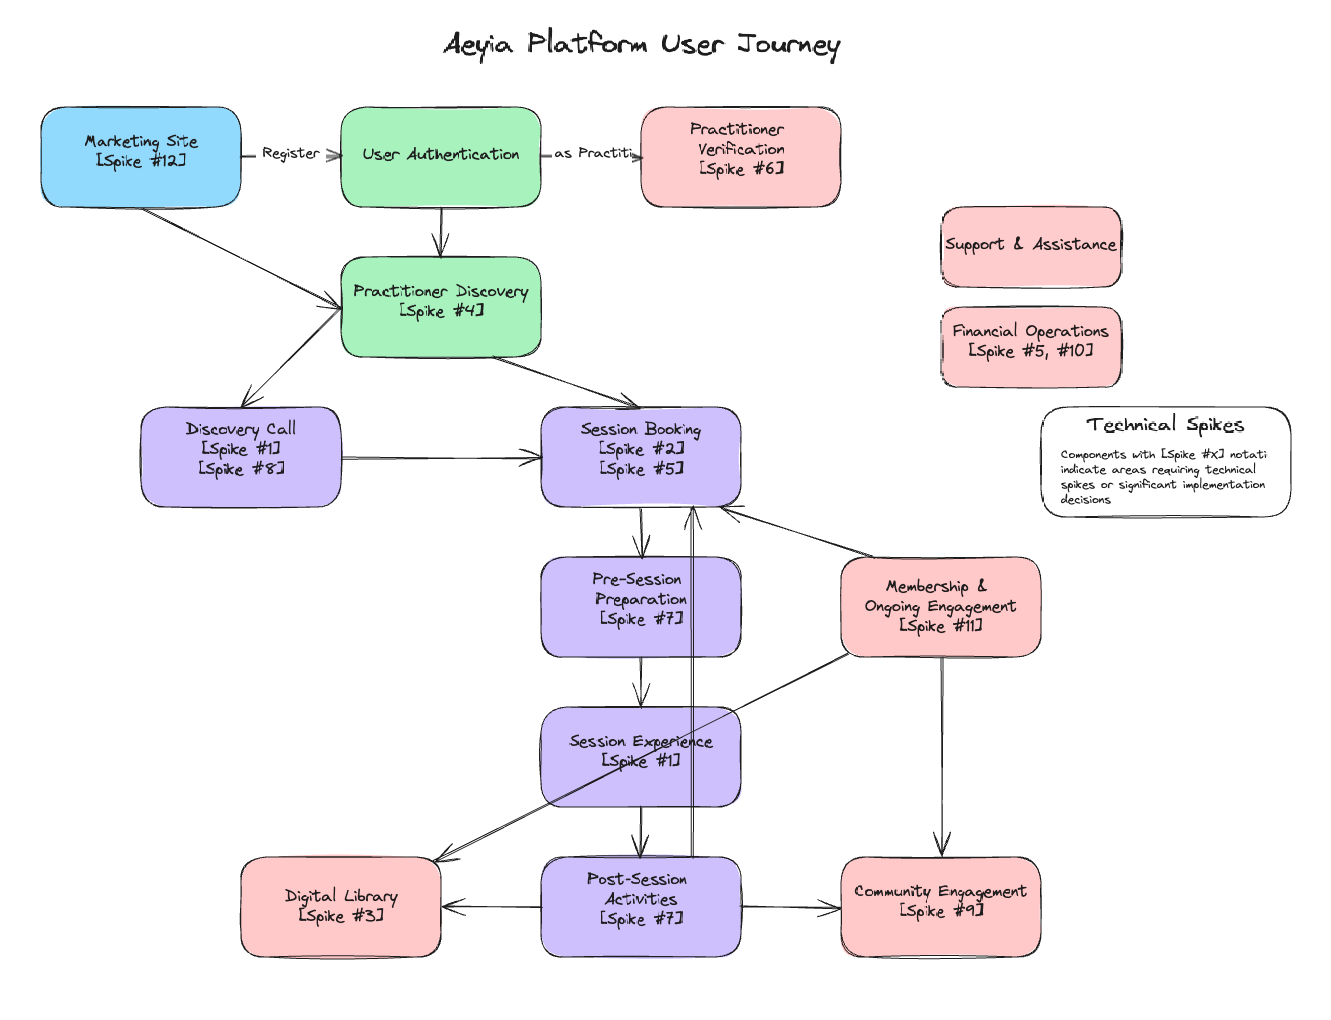 Aeyia Platform User Journey
Marketing Site
[Spike #12]
Register
User Authentication
as Practiti
Practitioner
Verification
[Spike #6]
Support & Assistance
Practitioner Discovery
[Spike #4]
Financial Operations
[Spike #5, #10]
Discovery Call
[Spike #1]
[Spike #8]
Session Booking
[Spike #2]
[Spike #5]
Technical Spikes
Components with [Spike #x] notati
indicate areas requiring technical
spikes or significant implementation
decisions
Pre-Session
Preparation
[Spike #7]
Membership &
Ongoing Engagement
[Spike #11]
Session Experience
[Spike #1]
Digital Library
[Spike #3]
Post-Session
Activities
[Spike #7]
Community Engagement
[Spike #9]